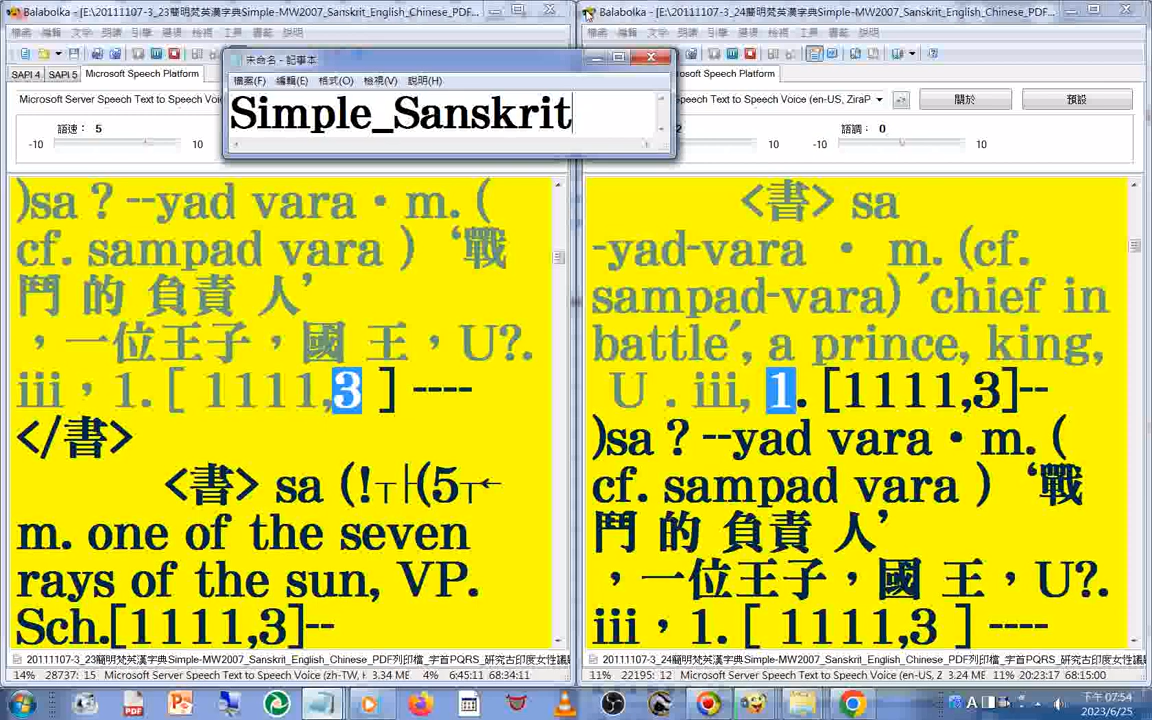 Balabolka - [E:\20111107-3_23簡明梵英漢字典Simple-MW2007_Sanskrit_English_Chinese_PDF...
Balabolka - [E:\20111107-3_24簡明梵英漢字典Simple-MW2007_Sanskrit_English_Chinese_PDF...
未命名 - 記事本
檔案(F) 編輯(E) 格式(O) 檢視(V) 說明(H)
Simple_Sanskrit
SAPI 4 SAPI 5 Microsoft Speech Platform
Speech Platform
Microsoft Server Speech Text to Speech Voi
Speech Text to Speech Voice (en-US, ZiraP
關於 預設
語速： 5
-10 10
2 語調： 0
10 -10 10
)sa ? --yad vara • m. (
cf. sampad vara ) ‘戰
鬥 的 負責 人’
，一位王子，國 王，U?.
iii，1. [ 1111,3 ] ----
</書>
<書> sa (!┬├(5┬←
m. one of the seven
rays of the sun, VP.
Sch.[1111,3]--
<書> sa
-yad-vara • m. (cf.
sampad-vara) ′chief in
battle′, a prince, king,
U . iii, 1. [1111,3]--
)sa ? --yad vara • m. (
cf. sampad vara ) ‘戰
鬥 的 負責 人’
，一位王子，國 王，U?.
iii，1. [ 1111,3 ] ----
20111107-3_23簡明梵英漢字典Simple-MW2007_Sanskrit_English_Chinese_PDF列印檔_字首PQRS_研究古印度女性議
20111107-3_24簡明梵英漢字典Simple-MW2007_Sanskrit_English_Chinese_PDF列印檔_字首PQRS_研究古印度女性議
14% 28737: 15 Microsoft Server Speech Text to Speech Voice (zh-TW, H 3.34 ME 4% 6:45:11 68:34:11
11% 22195: 12 Microsoft Server Speech Text to Speech Voice (en-US, Z 3.24 ME 11% 20:23:17 68:15:00
下午 07:54
2023/6/25